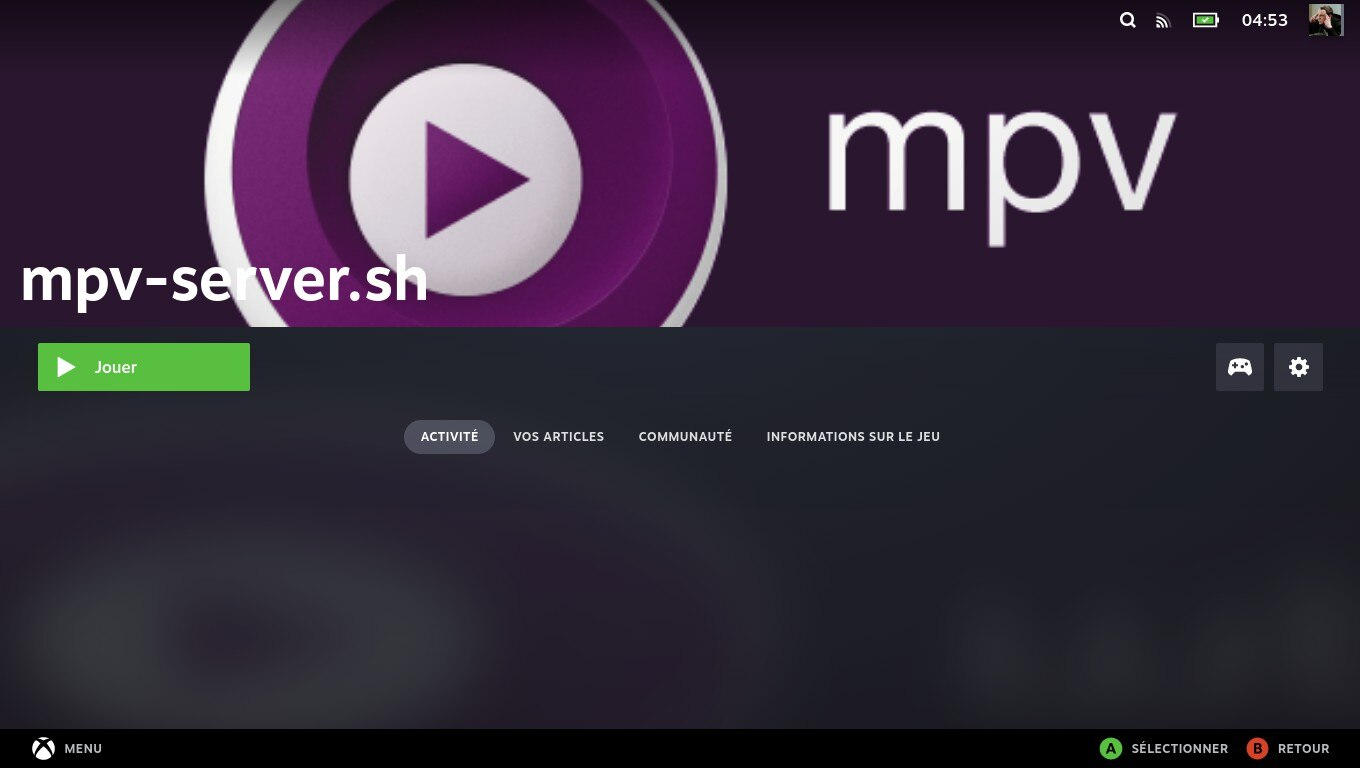 04:53
mpv
mpv-server.sh
Jouer
ACTIVITÉ VOS ARTICLES COMMUNAUTÉ INFORMATIONS SUR LE JEU
MENU A SÉLECTIONNER B RETOUR